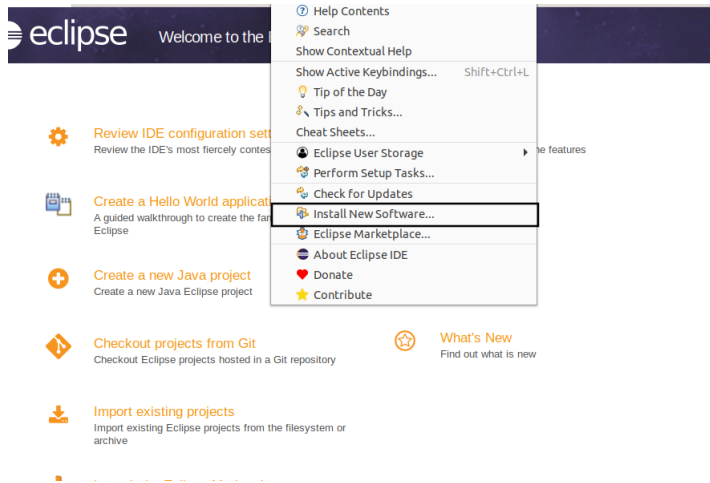 eclipse
Welcome to the
Help Contents
Search
Show Contextual Help
Show Active Keybindings... Shift+Ctrl+L
Tip of the Day
Tips and Tricks...
Cheat Sheets...
Eclipse User Storage
Perform Setup Tasks...
Check for Updates
Install New Software...
Eclipse Marketplace...
About Eclipse IDE
Donate
Contribute
Review IDE configuration sett
Review the IDE's most fiercely contes
he features
Create a Hello World applicati
A guided walkthrough to create the fam
Eclipse
Create a new Java project
Create a new Java Eclipse project
Checkout projects from Git
Checkout Eclipse projects hosted in a Git repository
What's New
Find out what is new
Import existing projects
Import existing Eclipse projects from the filesystem or
archive